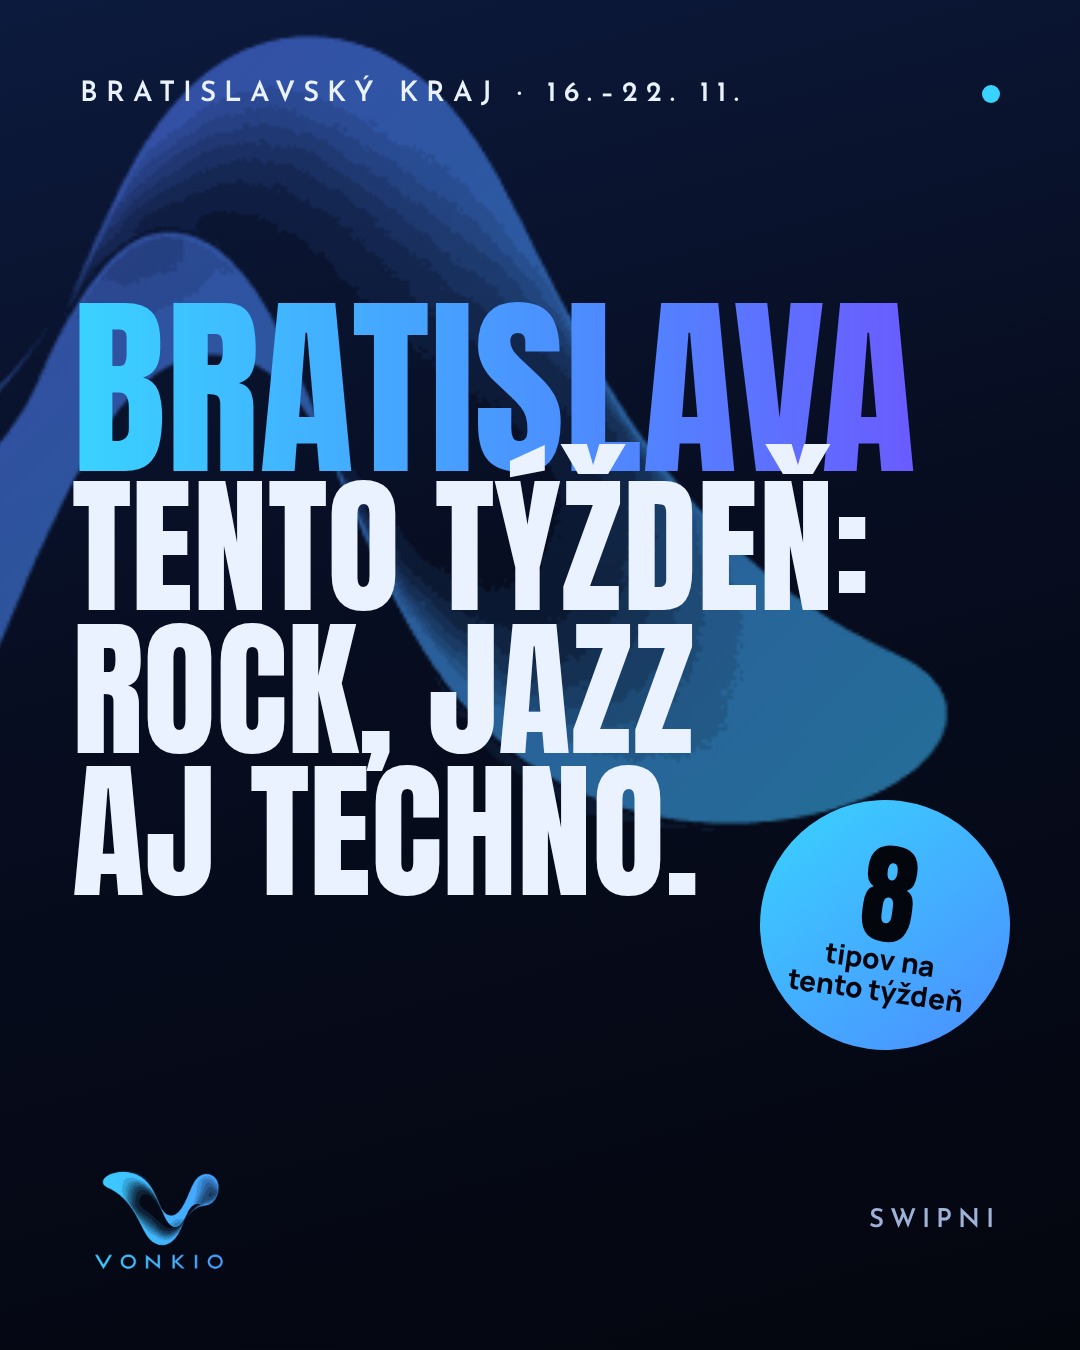 BRATISLAVSKÝ KRAJ · 16.–22. 11.
BRATISLAVA
TENTO TÝŽDEŇ:
ROCK, JAZZ
AJ TECHNO.
8
tipov na
tento týždeň
VONKIO
SWIPNI